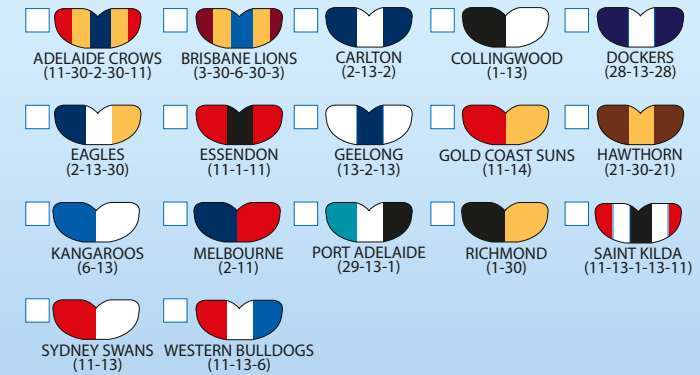 ADELAIDE CROWS
(11-30-2-30-11)
BRISBANE LIONS
(3-30-6-30-3)
CARLTON
(2-13-2)
COLLINGWOOD
(1-13)
DOCKERS
(28-13-28)
EAGLES
(2-13-30)
ESSENDON
(11-1-11)
GEELONG
(13-2-13)
GOLD COAST SUNS
(11-14)
HAWTHORN
(21-30-21)
KANGAROOS
(6-13)
MELBOURNE
(2-11)
PORT ADELAIDE
(29-13-1)
RICHMOND
(1-30)
SAINT KILDA
(11-13-1-13-11)
SYDNEY SWANS
(11-13)
WESTERN BULLDOGS
(11-13-6)